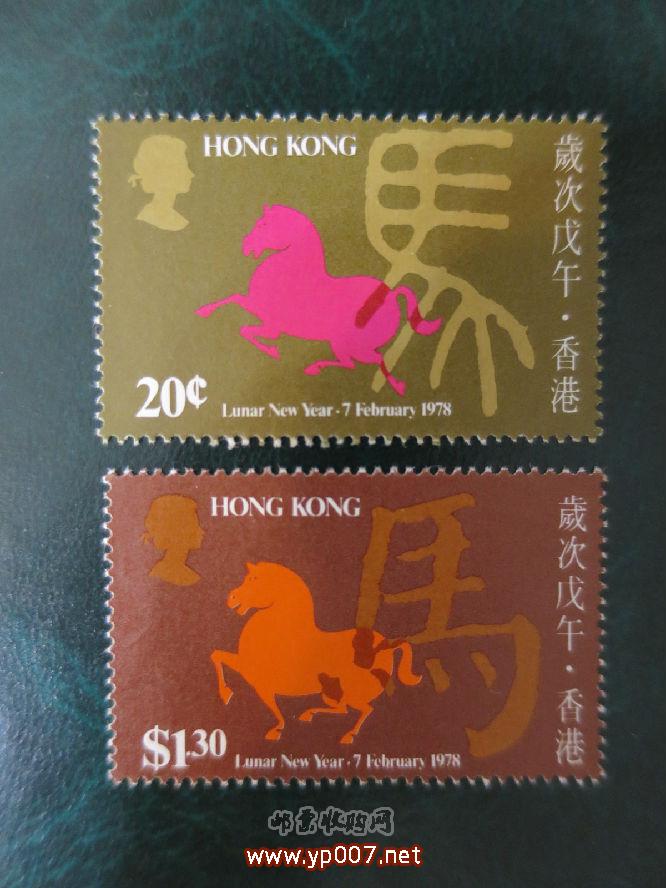 HONG KONG
馬
歲次戊午·香港
20¢
Lunar New Year - 7 February 1978
HONG KONG
馬
歲次戊午·香港
$1.30
Lunar New Year - 7 February 1978
邮票收购网
www.yp007.net